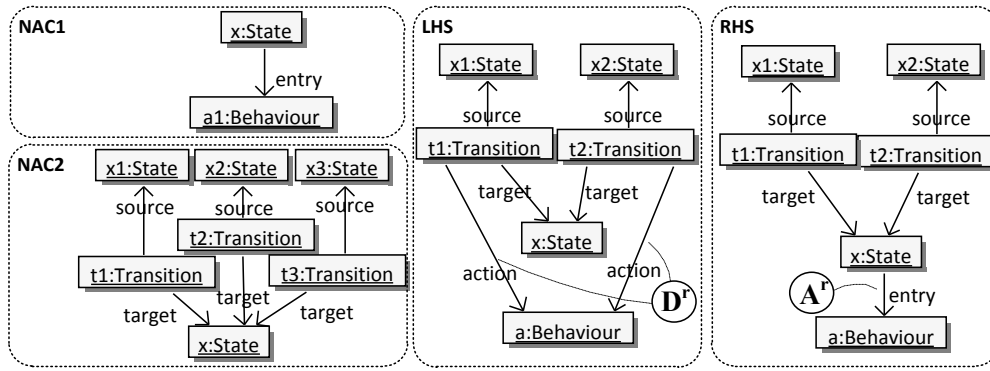 NAC1
x:State
entry
a1:Behaviour
NAC2
x1:State
x2:State
x3:State
source
source
source
t2:Transition
t1:Transition
t3:Transition
target
target
target
x:State
LHS
x1:State
x2:State
source
source
t1:Transition
t2:Transition
target
target
x:State
action
action
Dʳ
a:Behaviour
RHS
x1:State
x2:State
source
source
t1:Transition
t2:Transition
target
target
x:State
Aʳ
entry
a:Behaviour